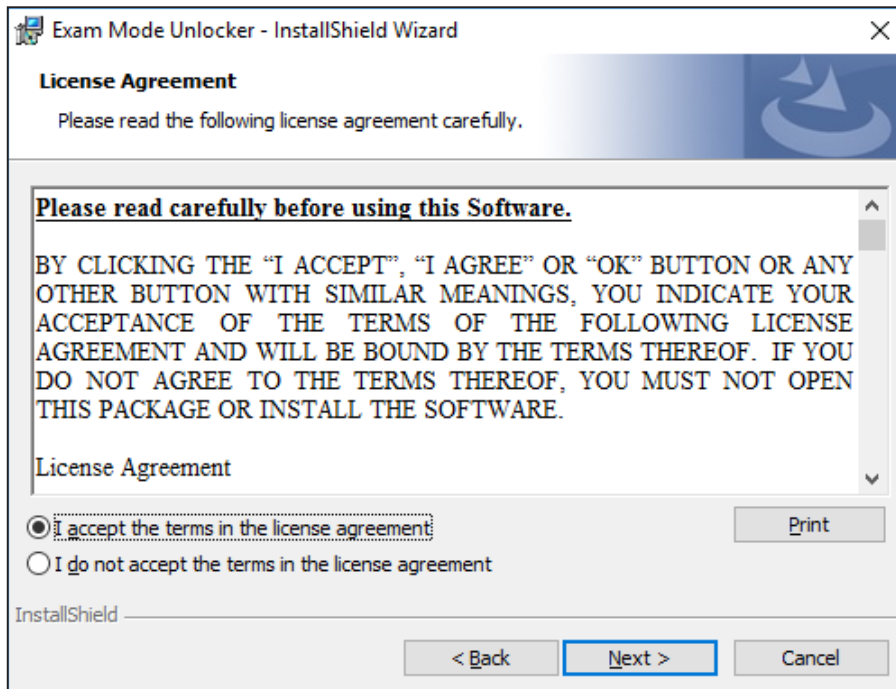 Exam Mode Unlocker - InstallShield Wizard
License Agreement
Please read the following license agreement carefully.
Please read carefully before using this Software.
BY CLICKING THE “I ACCEPT”, “I AGREE” OR “OK” BUTTON OR ANY
OTHER BUTTON WITH SIMILAR MEANINGS, YOU INDICATE YOUR
ACCEPTANCE OF THE TERMS OF THE FOLLOWING LICENSE
AGREEMENT AND WILL BE BOUND BY THE TERMS THEREOF. IF YOU
DO NOT AGREE TO THE TERMS THEREOF, YOU MUST NOT OPEN
THIS PACKAGE OR INSTALL THE SOFTWARE.
License Agreement
I accept the terms in the license agreement
Print
I do not accept the terms in the license agreement
InstallShield
< Back Next > Cancel